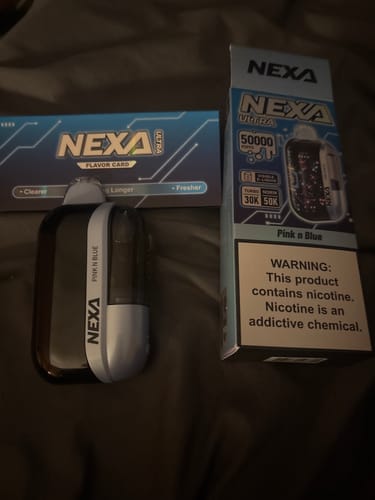 NEXA
NEXA
ULTRA
50000
TURBO
30K
50K
Pink n Blue
WARNING:
This product
contains nicotine.
Nicotine is an
addictive chemical.
NEXA
ULTRA
FLAVOR CARD
• Cleaner
Longer
• Fresher
PINK N BLUE
NEXA